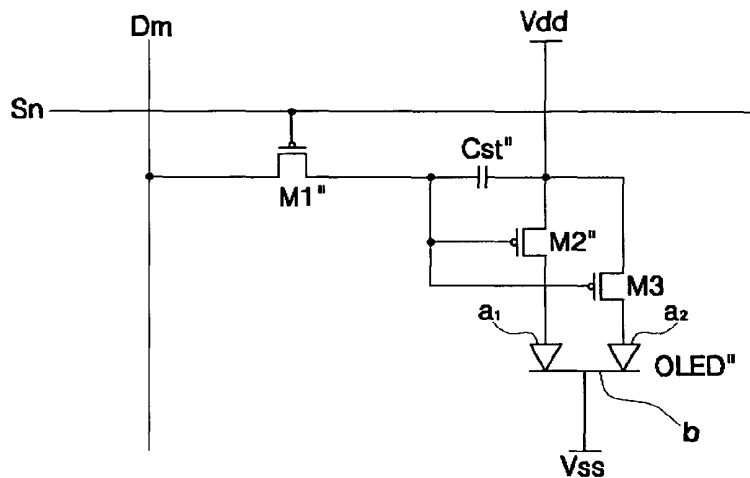 Dm
Vdd
Sn
Cst"
M1"
M2"
M3
a₁
a₂
OLED"
b
Vss